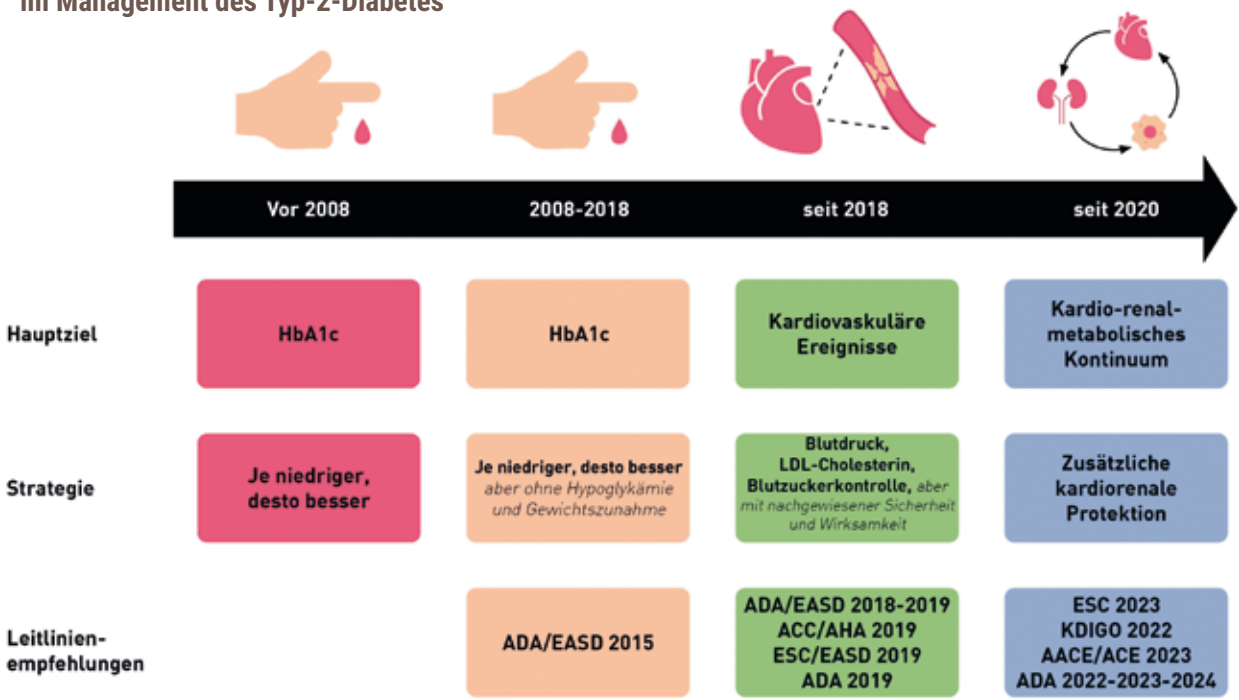 im Management des Typ-2-Diabetes
Vor 2008
2008-2018
seit 2018
seit 2020
Hauptziel
HbA1c
HbA1c
Kardiovaskuläre
Ereignisse
Kardio-renal-
metabolisches
Kontinuum
Strategie
Je niedriger,
desto besser
Je niedriger, desto besser
aber ohne Hypoglykämie
und Gewichtszunahme
Blutdruck,
LDL-Cholesterin,
Blutzuckerkontrolle, aber
mit nachgewiesener Sicherheit
und Wirksamkeit
Zusätzliche
kardiorenale
Protektion
Leitlinien-
empfehlungen
ADA/EASD 2015
ADA/EASD 2018-2019
ACC/AHA 2019
ESC/EASD 2019
ADA 2019
ESC 2023
KDIGO 2022
AACE/ACE 2023
ADA 2022-2023-2024